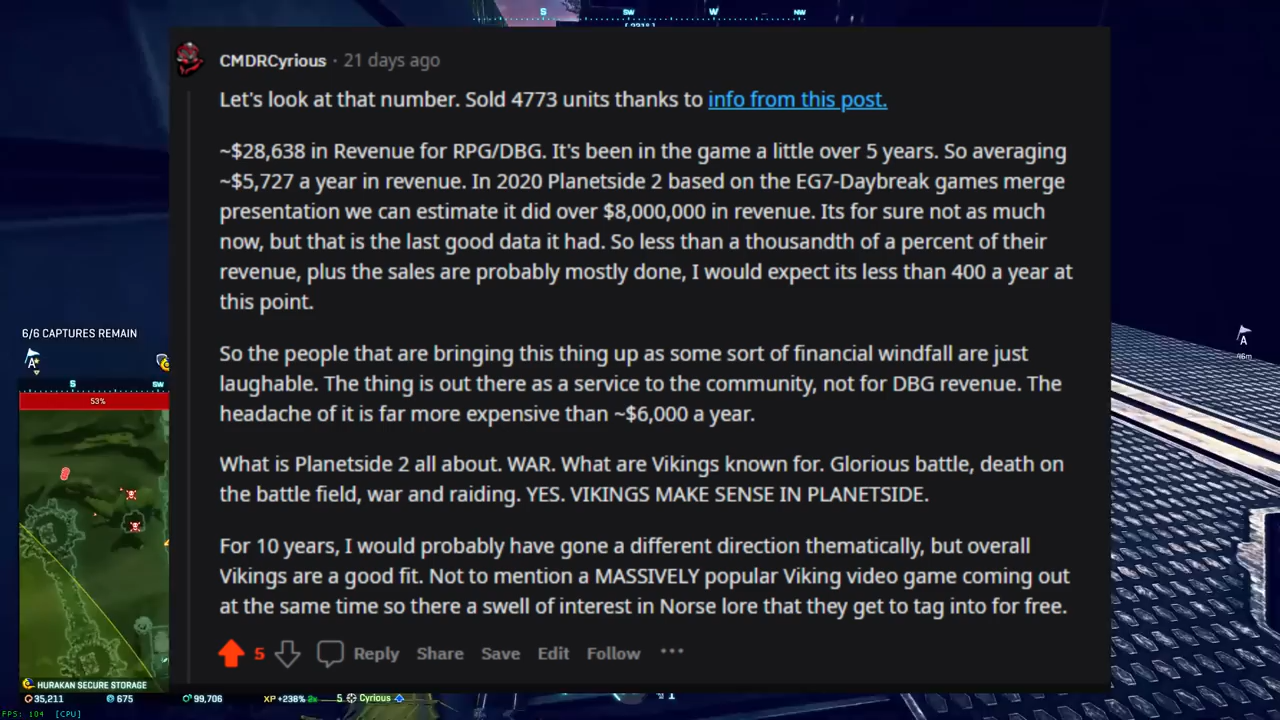 S SW W NW
CMDRCyrious · 21 days ago
Let's look at that number. Sold 4773 units thanks to info from this post.
~$28,638 in Revenue for RPG/DBG. It's been in the game a little over 5 years. So averaging
~$5,727 a year in revenue. In 2020 Planetside 2 based on the EG7-Daybreak games merge
presentation we can estimate it did over $8,000,000 in revenue. Its for sure not as much
now, but that is the last good data it had. So less than a thousandth of a percent of their
revenue, plus the sales are probably mostly done, I would expect its less than 400 a year at
this point.
So the people that are bringing this thing up as some sort of financial windfall are just
laughable. The thing is out there as a service to the community, not for DBG revenue. The
headache of it is far more expensive than ~$6,000 a year.
What is Planetside 2 all about. WAR. What are Vikings known for. Glorious battle, death on
the battle field, war and raiding. YES. VIKINGS MAKE SENSE IN PLANETSIDE.
For 10 years, I would probably have gone a different direction thematically, but overall
Vikings are a good fit. Not to mention a MASSIVELY popular Viking video game coming out
at the same time so there a swell of interest in Norse lore that they get to tag into for free.
5 Reply Share Save Edit Follow •••
6/6 CAPTURES REMAIN
A
S SW
53%
HURAKAN SECURE STORAGE
35,211 675 99,706 XP +238% 2x 5 Cyrious 1
FPS: 104 [CPU]
A